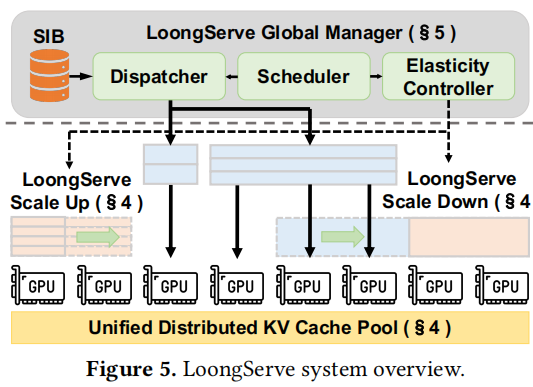 SIB
LoongServe Global Manager ( § 5 )
Dispatcher
Scheduler
Elasticity
Controller
LoongServe
Scale Up ( § 4 )
LoongServe
Scale Down ( § 4
GPU
GPU
GPU
GPU
GPU
GPU
GPU
GPU
Unified Distributed KV Cache Pool ( § 4 )
Figure 5. LoongServe system overview.